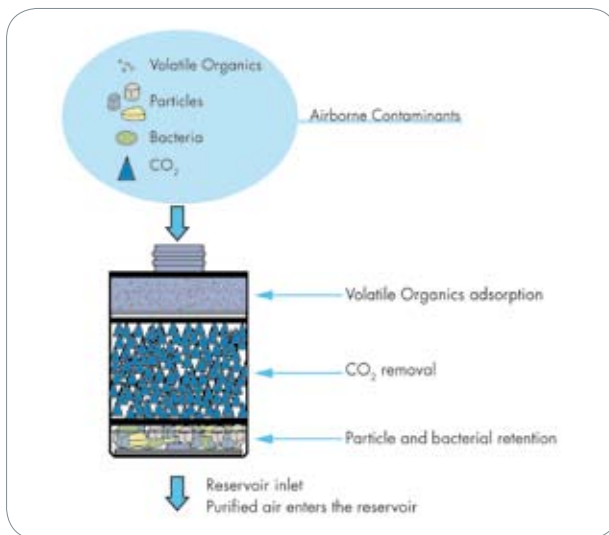 Volatile Organics
Particles
Airborne Contaminants
Bacteria
CO₂
Volatile Organics adsorption
CO₂ removal
Particle and bacterial retention
Reservoir inlet
Purified air enters the reservoir